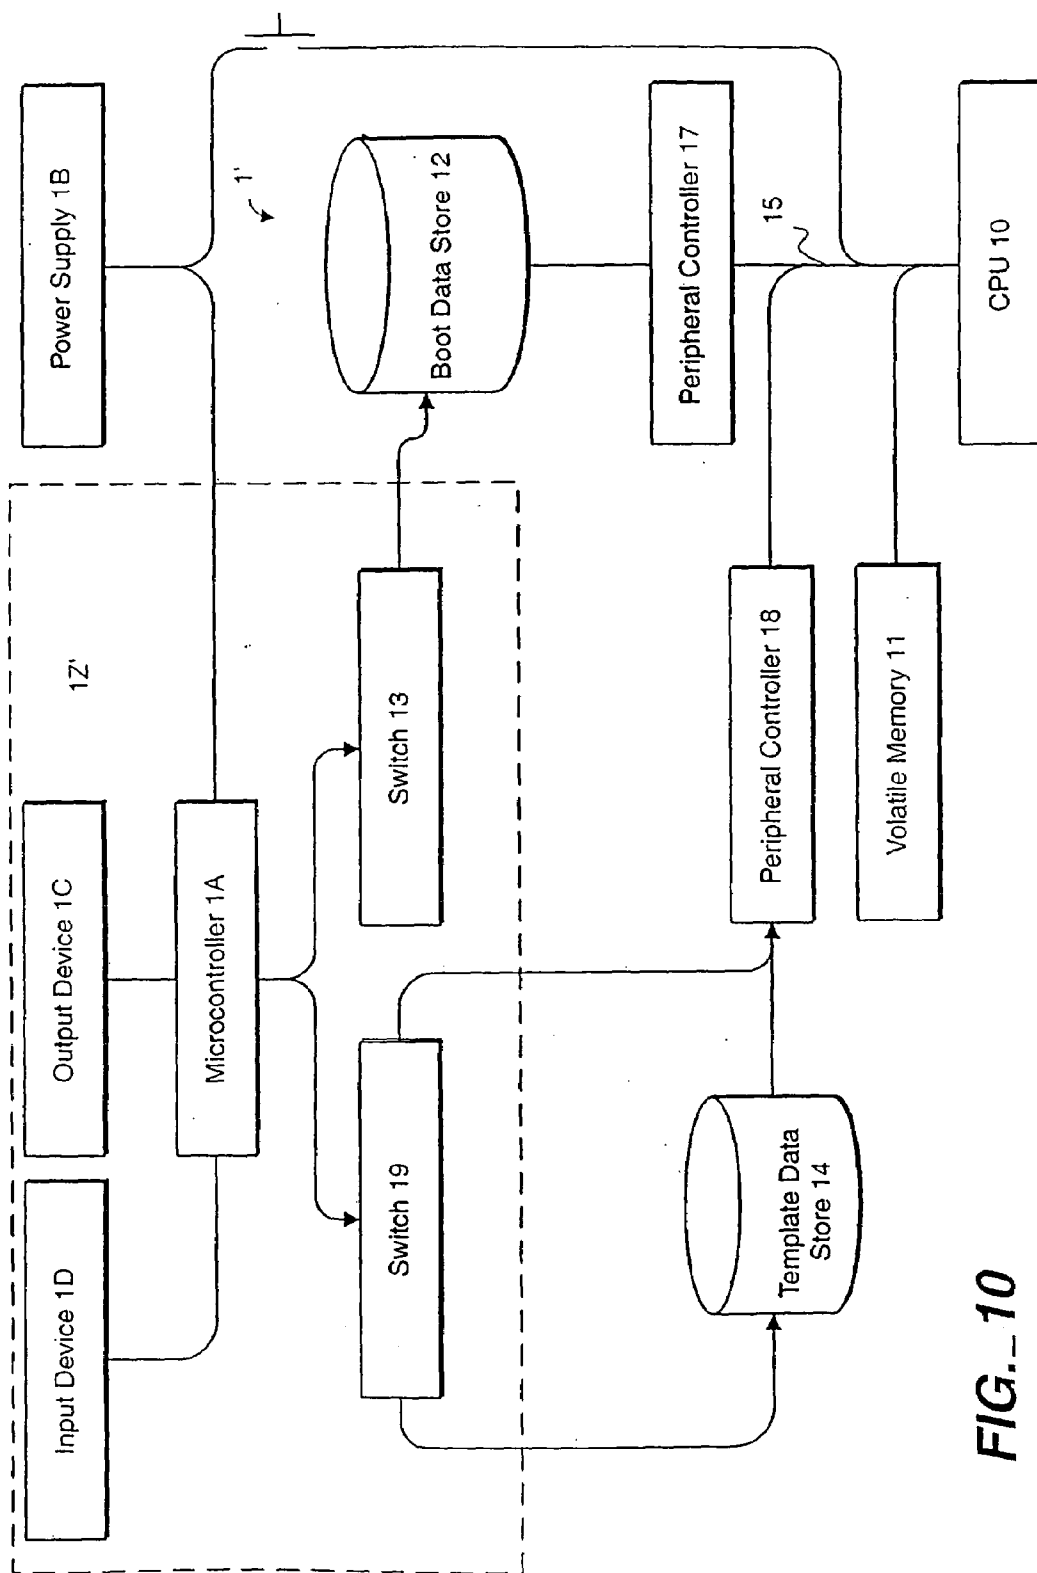 Input Device 1D
Output Device 1C
Power Supply 1B
1Z'
Microcontroller 1A
1'
Switch 19
Switch 13
Boot Data Store 12
Template Data
Store 14
Peripheral Controller 18
Peripheral Controller 17
15
Volatile Memory 11
CPU 10
FIG._10